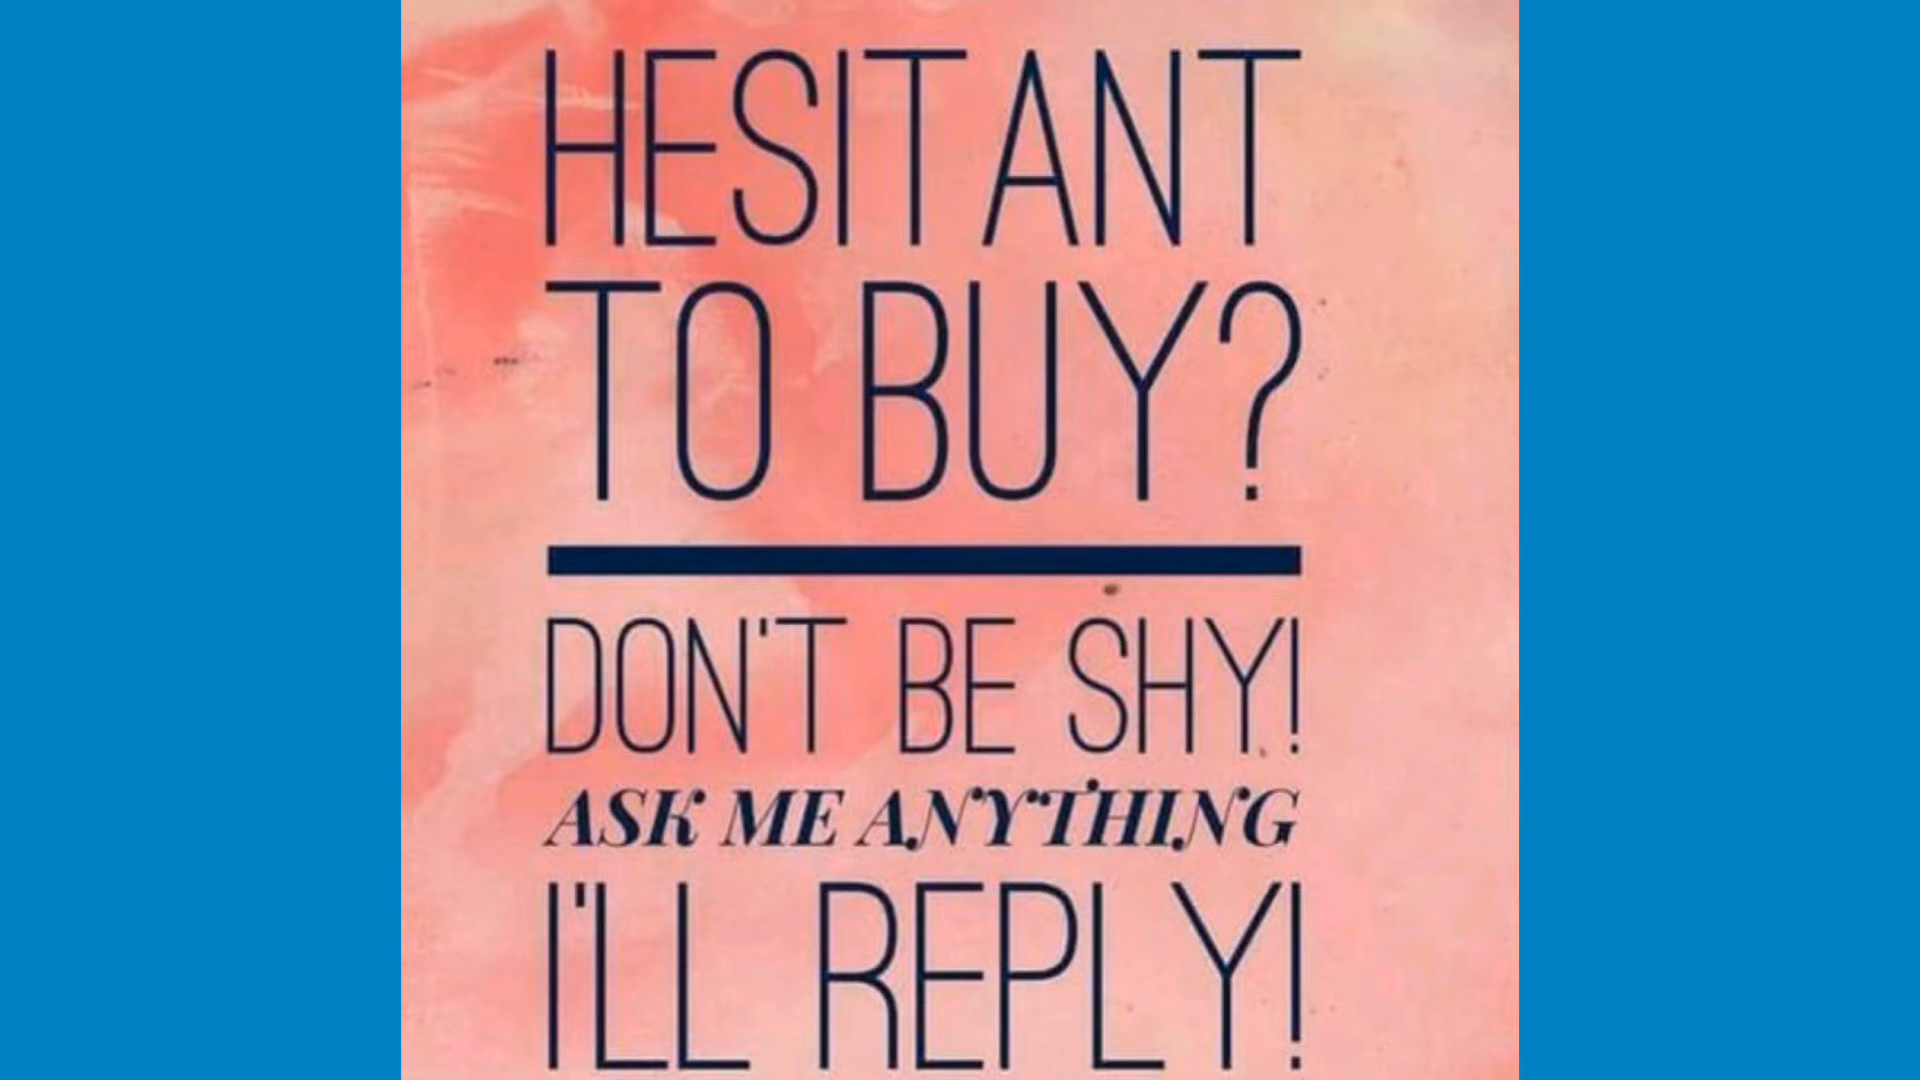 HESITANT
TO BUY?
DON'T BE SHY!
ASK ME ANYTHING
I'LL REPLY!